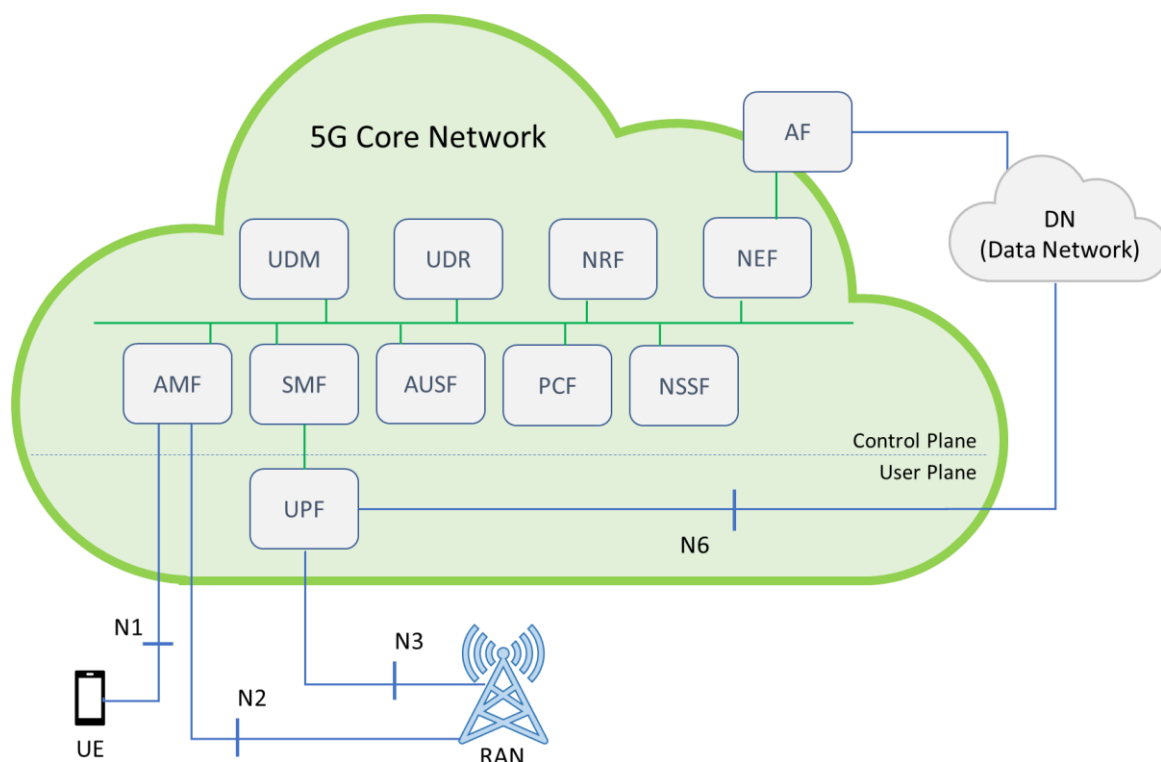 5G Core Network
AF
DN
(Data Network)
UDM
UDR
NRF
NEF
AMF
SMF
AUSF
PCF
NSSF
Control Plane
User Plane
UPF
N6
N1
N3
N2
UE
RAN